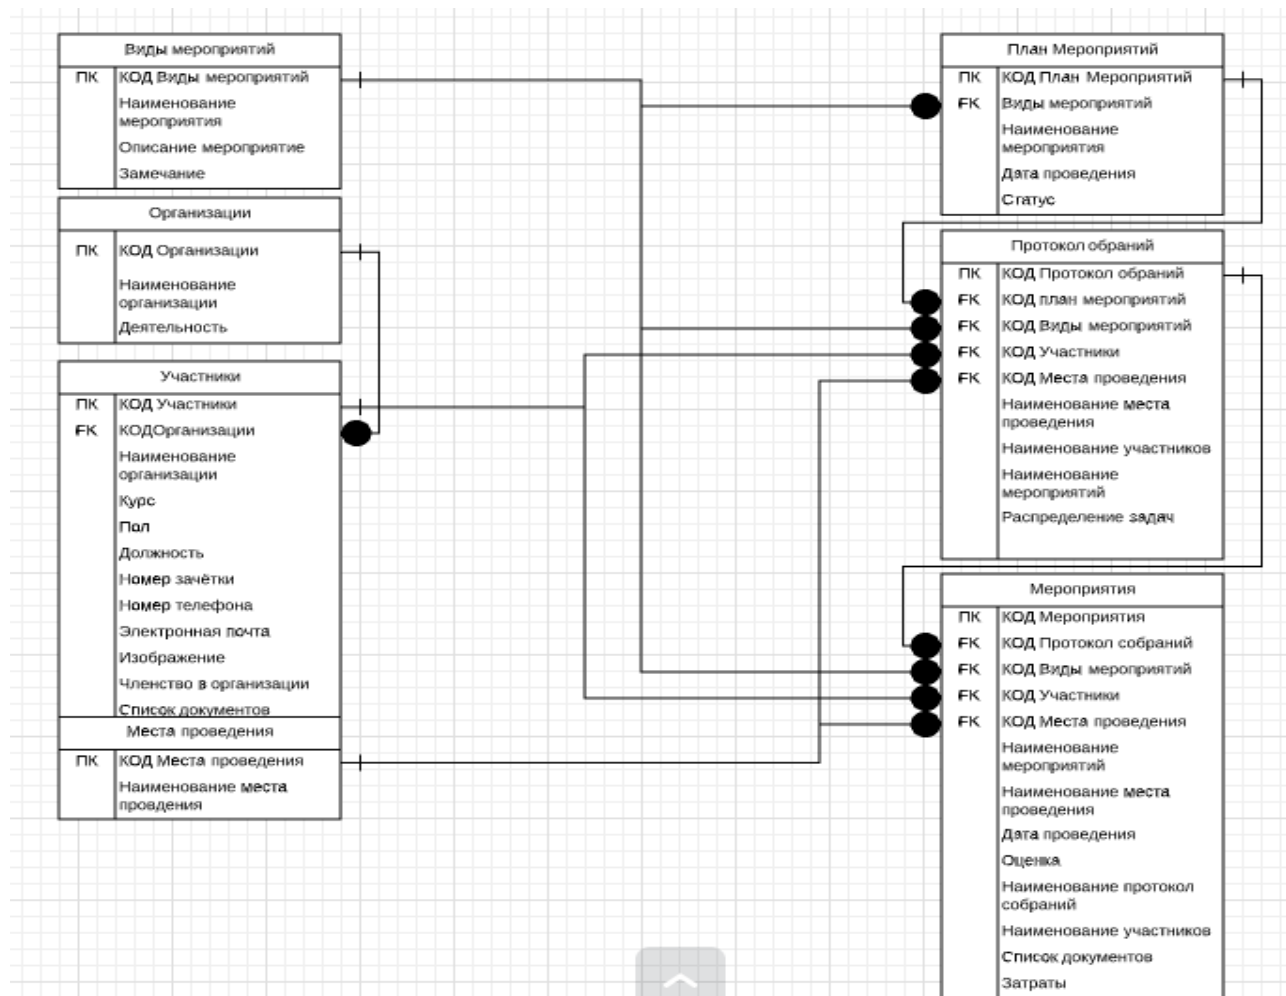 Виды мероприятий
ПК КОД Виды мероприятий
Наименование
мероприятия
Описание мероприятие
Замечание
Организации
ПК КОД Организации
Наименование
организации
Деятельность
Участники
ПК КОД Участники
FK КОДОрганизации
Наименование
организации
Курс
Пол
Должность
Номер зачётки
Номер телефона
Электронная почта
Изображение
Членство в организации
Список документов
Места проведения
ПК КОД Места проведения
Наименование места
провдения
План Мероприятий
ПК КОД План Мероприятий
FK Виды мероприятий
Наименование
мероприятия
Дата проведения
Статус
Протокол обраний
ПК КОД Протокол обраний
FK КОД план мероприятий
FK КОД Виды мероприятий
FK КОД Участники
FK КОД Места проведения
Наименование места
проведения
Наименование участников
Наименование
мероприятий
Распределение задач
Мероприятия
ПК КОД Мероприятия
FK КОД Протокол собраний
FK КОД Виды мероприятий
FK КОД Участники
FK КОД Места проведения
Наименование
мероприятий
Наименование места
проведения
Дата проведения
Оценка
Наименование протокол
собраний
Наименование участников
Список документов
Затраты